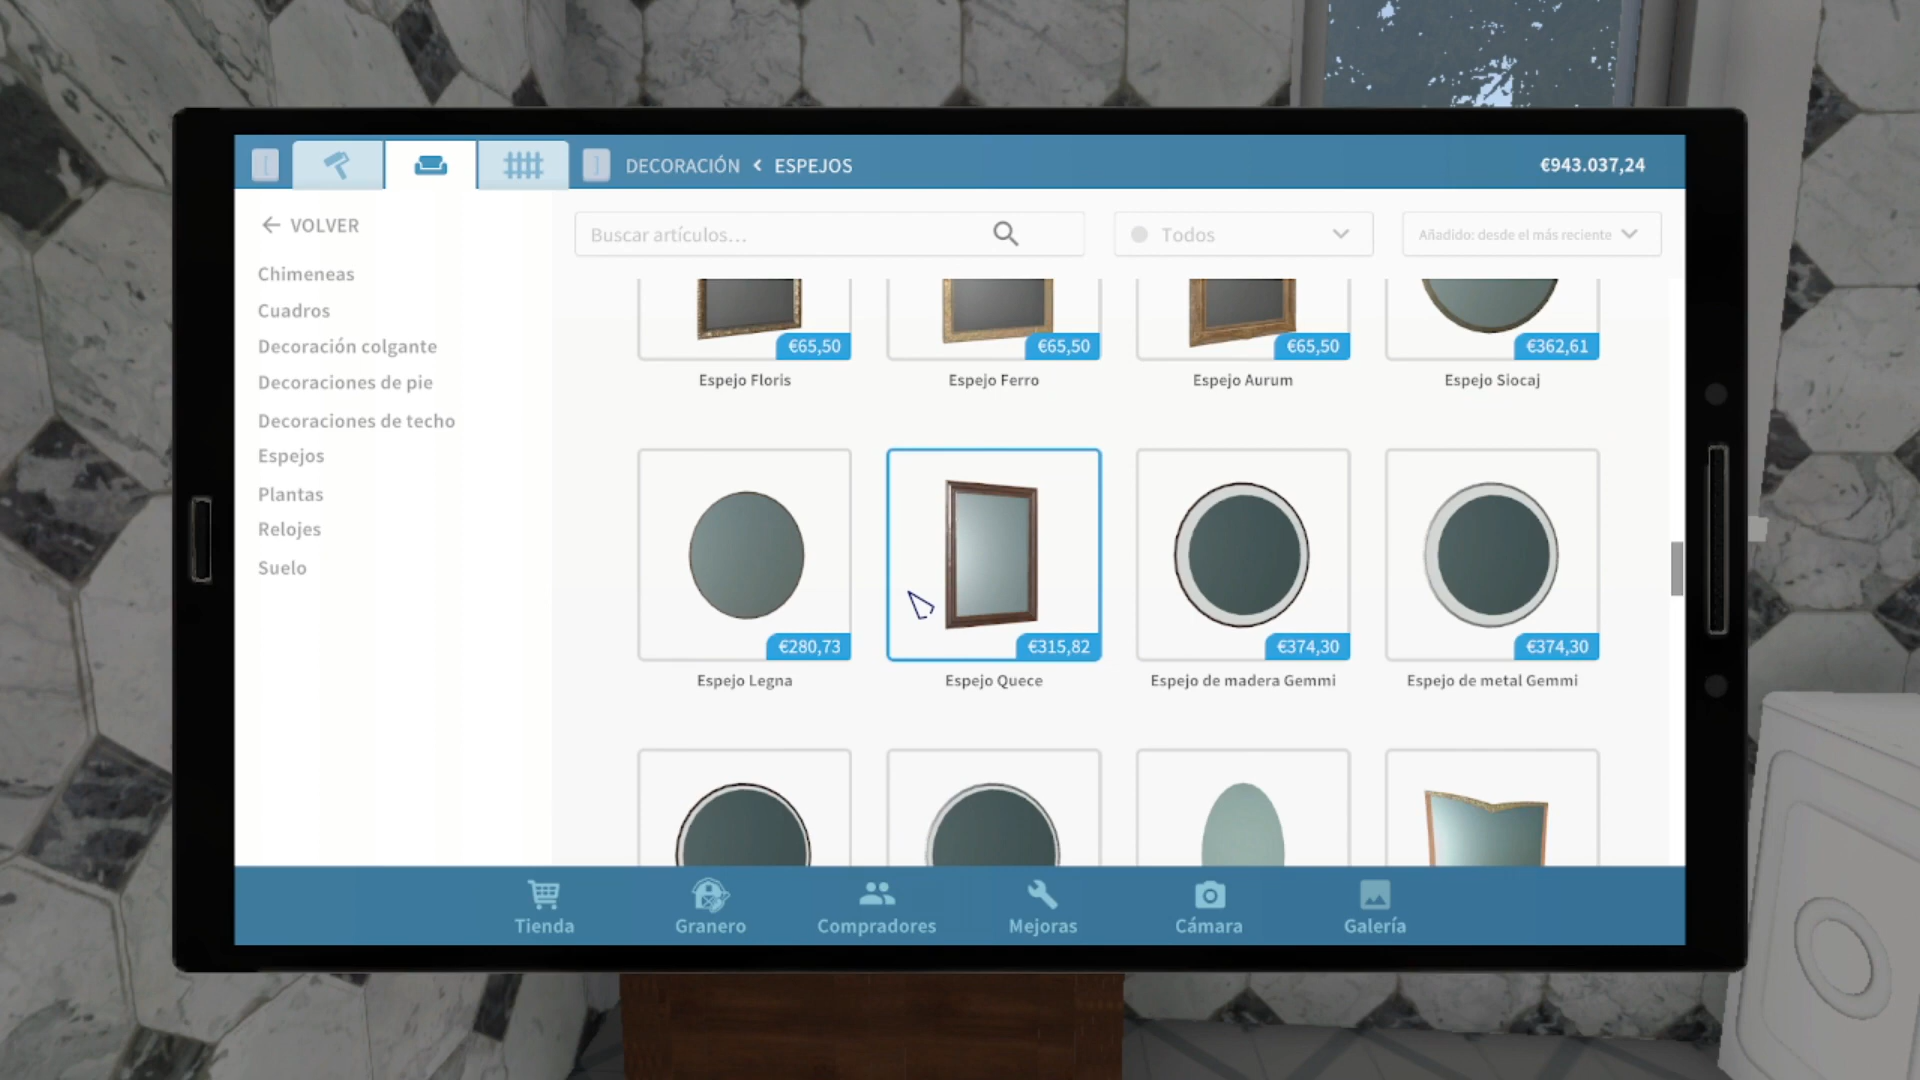 [
]
DECORACIÓN < ESPEJOS
€943.037,24
VOLVER
Buscar artículos...
Todos
Añadido: desde el más reciente
Chimeneas
Cuadros
Decoración colgante
Decoraciones de pie
Decoraciones de techo
Espejos
Plantas
Relojes
Suelo
€65,50
€65,50
€65,50
€362,61
Espejo Floris
Espejo Ferro
Espejo Aurum
Espejo Siocaj
€280,73
€315,82
€374,30
€374,30
Espejo Legna
Espejo Quece
Espejo de madera Gemmi
Espejo de metal Gemmi
Tienda
Granero
Compradores
Mejoras
Cámara
Galería